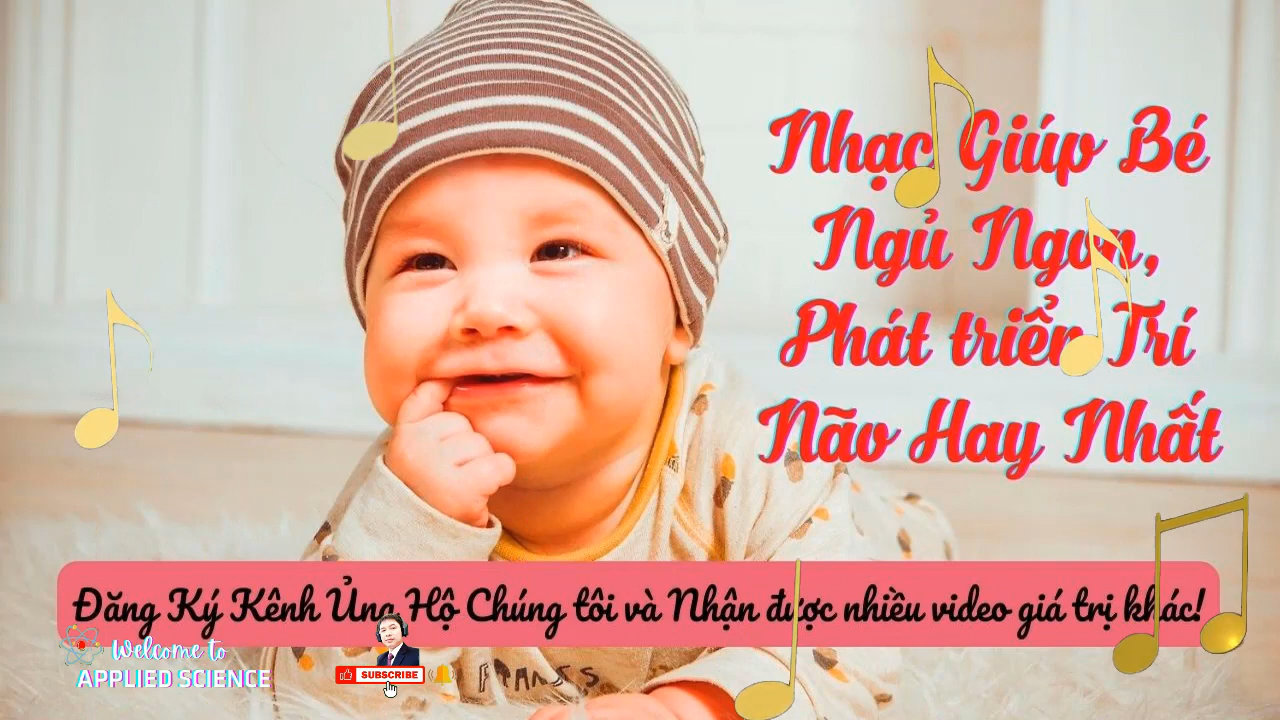 Nhạc Giúp Bé
Ngủ Ngon,
Phát triển Trí
Não Hay Nhất
Đăng Ký Kênh Ủng Hộ Chúng tôi và Nhận được nhiều video giá trị khác!
Welcome to
APPLIED SCIENCE
SUBSCRIBE